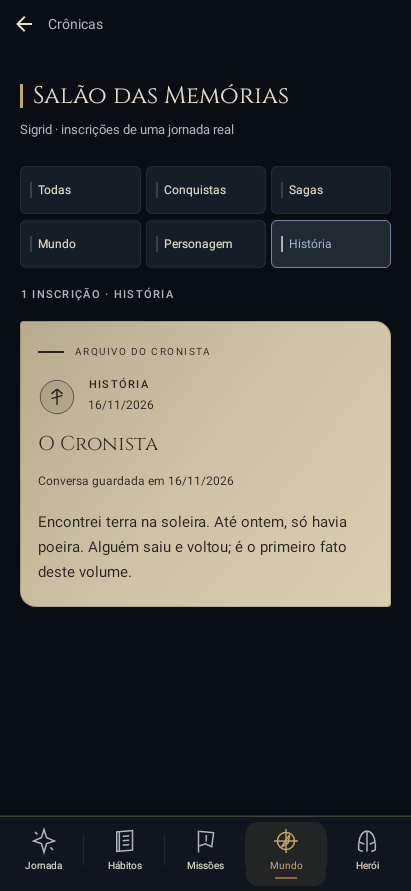 Crônicas
Salão das Memórias
Sigrid · inscrições de uma jornada real
Todas
Conquistas
Sagas
Mundo
Personagem
História
1 INSCRIÇÃO · HISTÓRIA
ARQUIVO DO CRONISTA
HISTÓRIA
16/11/2026
O Cronista
Conversa guardada em 16/11/2026
Encontrei terra na soleira. Até ontem, só havia
poeira. Alguém saiu e voltou; é o primeiro fato
deste volume.
Jornada
Hábitos
Missões
Mundo
Herói